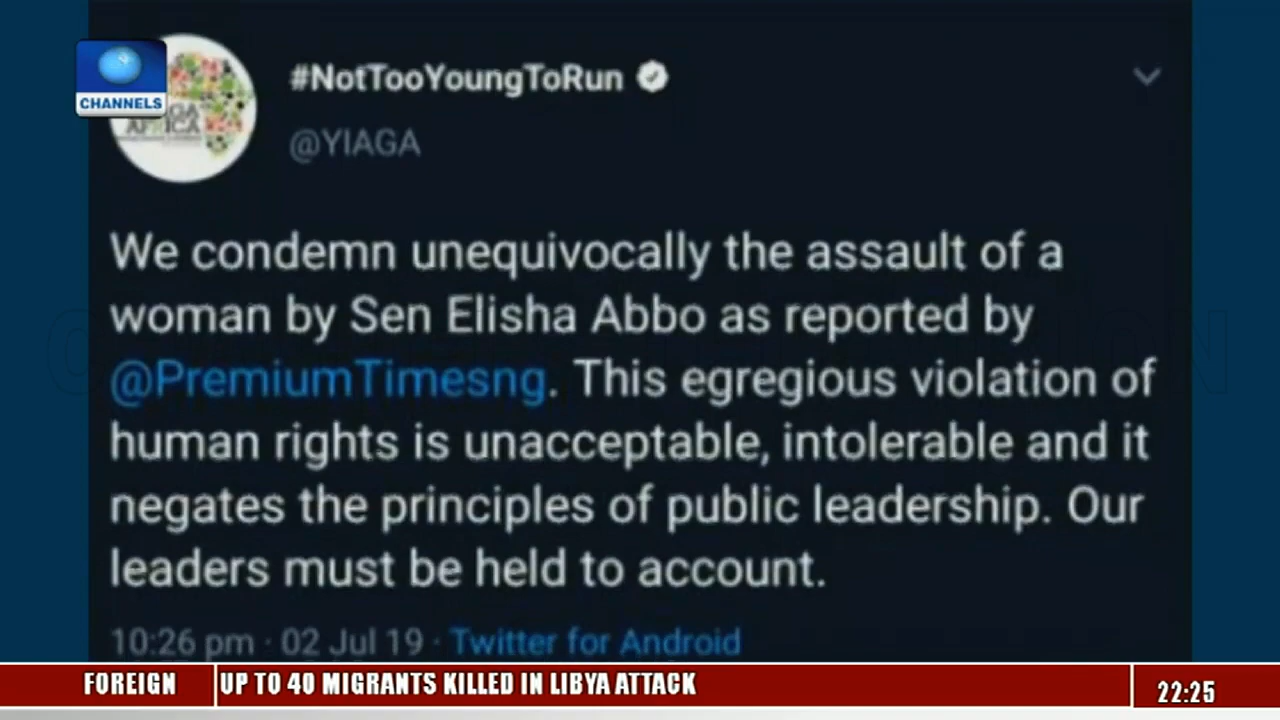 CHANNELS
#NotTooYoungToRun
@YIAGA
We condemn unequivocally the assault of a
woman by Sen Elisha Abbo as reported by
@PremiumTimesng. This egregious violation of
human rights is unacceptable, intolerable and it
negates the principles of public leadership. Our
leaders must be held to account.
10:26 pm · 02 Jul 19 · Twitter for Android
FOREIGN UP TO 40 MIGRANTS KILLED IN LIBYA ATTACK 22:25